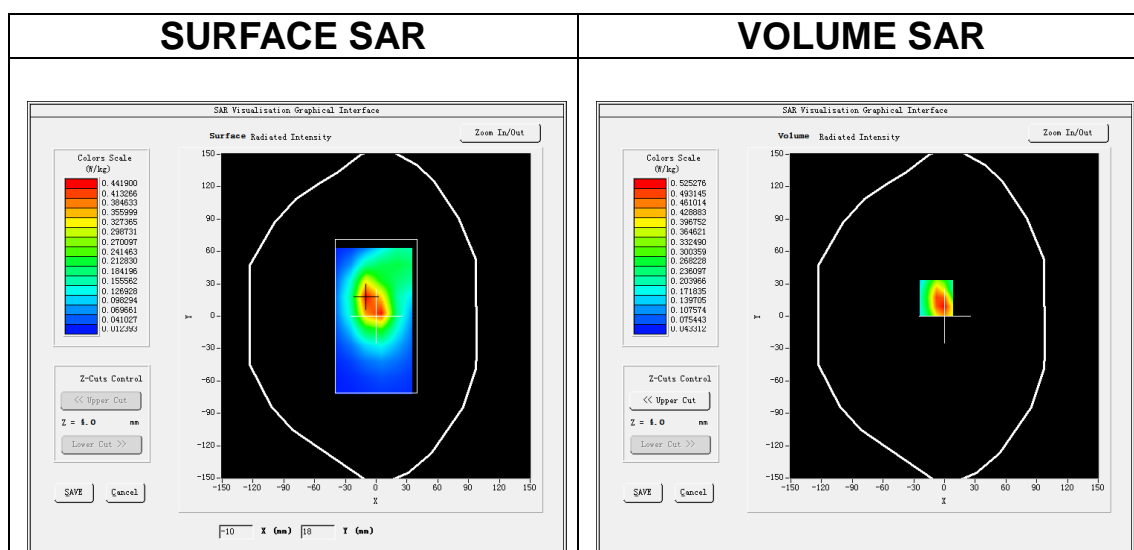 SURFACE SAR
VOLUME SAR
SAR Visualisation Graphical Interface
Surface Radiated Intensity
Zoom In/Out
Colors Scale
(W/kg)
0.441900
0.413266
0.384633
0.355999
0.327365
0.298731
0.270097
0.241463
0.212830
0.184196
0.155562
0.126928
0.098294
0.069661
0.041027
0.012393
150
120
90
60
30
0
-30
-60
-90
-120
-150
Y
-150 -120 -90 -60 -30 0 30 60 90 120 150
X
Z-Cuts Control
<< Upper Cut
Z = 4.0 mm
Lower Cut >>
SAVE Cancel
-10 X (mm) 18 Y (mm)
SAR Visualisation Graphical Interface
Volume Radiated Intensity
Zoom In/Out
Colors Scale
(W/kg)
0.525276
0.493145
0.461014
0.428883
0.396752
0.364621
0.332490
0.300359
0.268228
0.236097
0.203966
0.171835
0.139705
0.107574
0.075443
0.043312
150
120
90
60
30
0
-30
-60
-90
-120
-150
Y
-150 -120 -90 -60 -30 0 30 60 90 120 150
X
Z-Cuts Control
<< Upper Cut
Z = 4.0 mm
Lower Cut >>
SAVE Cancel